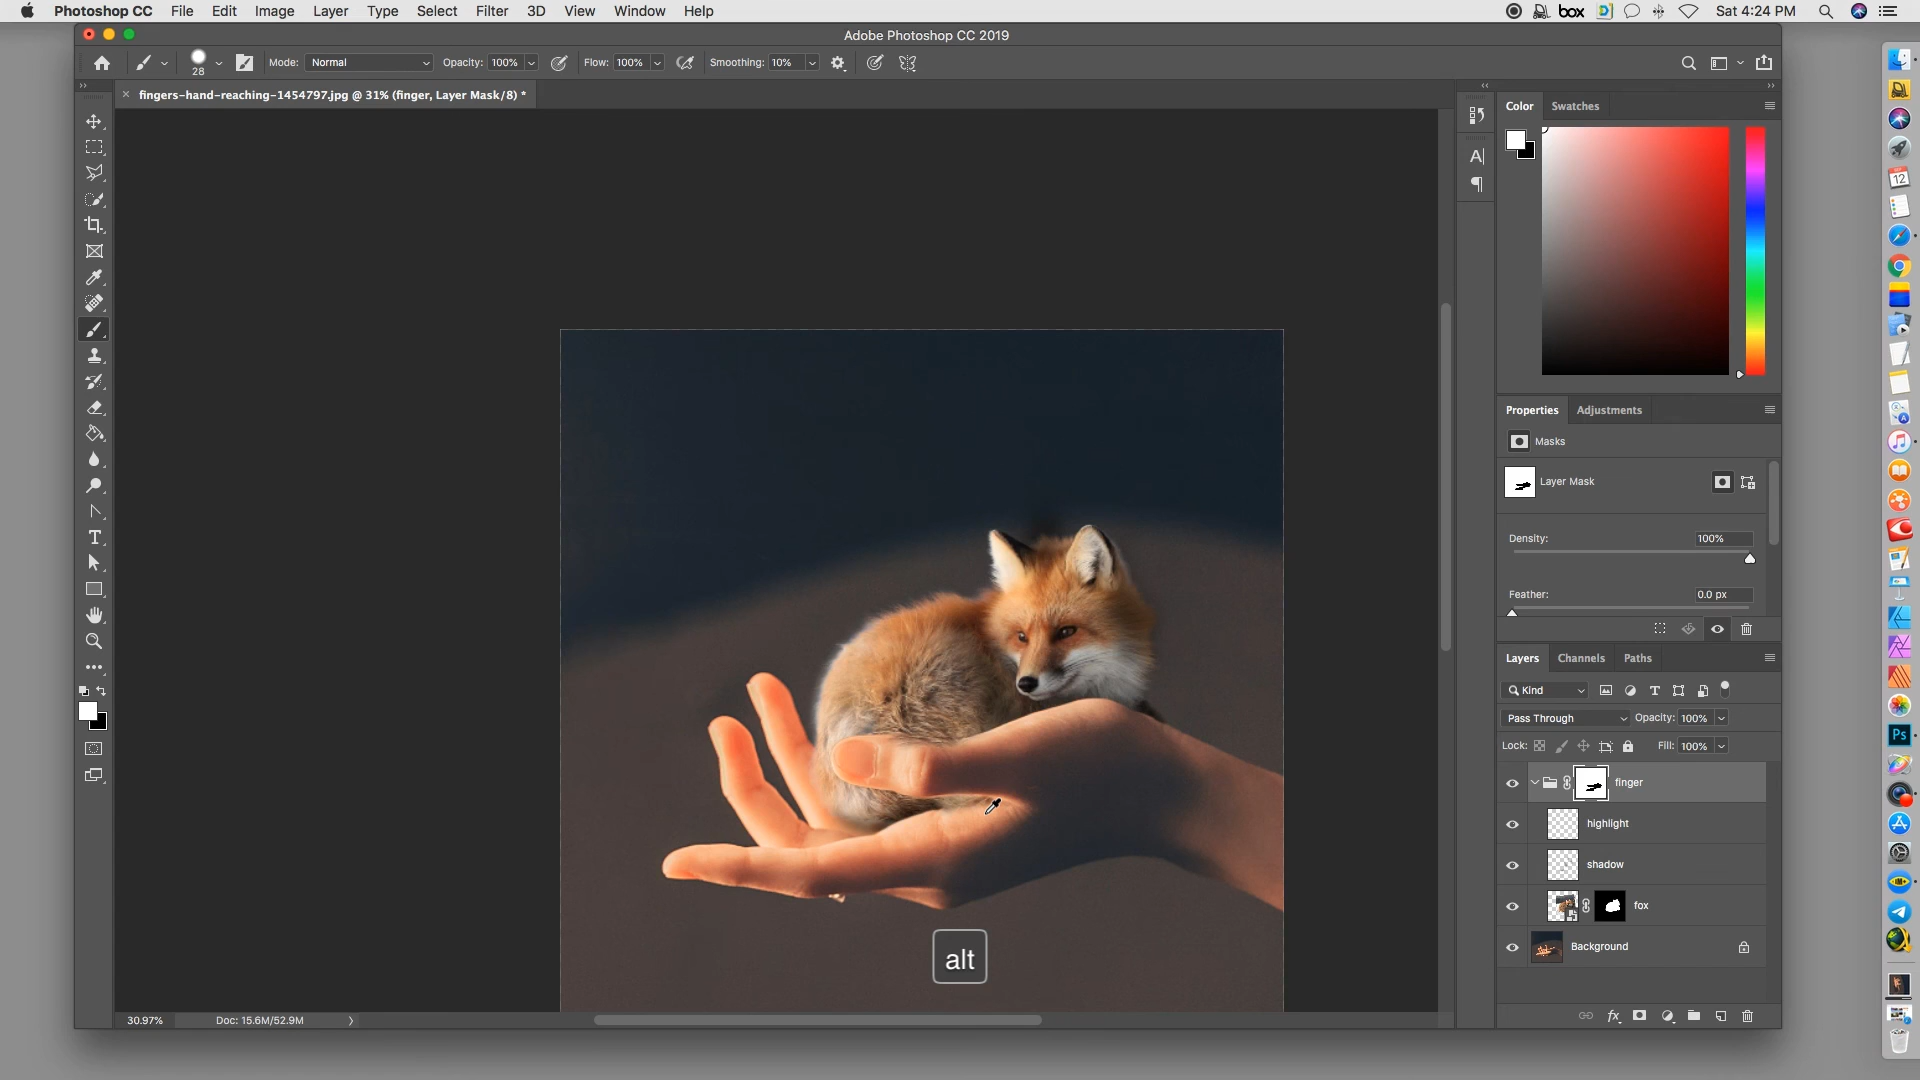 Photoshop CC File Edit Image Layer Type Select Filter 3D View Window Help box Sat 4:24 PM
Adobe Photoshop CC 2019
28 Mode: Normal Opacity: 100% Flow: 100% Smoothing: 10%
fingers-hand-reaching-1454797.jpg @ 31% (finger, Layer Mask/8) *
Color Swatches
Properties Adjustments
Masks
Layer Mask
Density: 100%
Feather: 0.0 px
Layers Channels Paths
Kind
Pass Through Opacity: 100%
Lock: Fill: 100%
finger
highlight
shadow
fox
Background
alt
30.97% Doc: 15.6M/52.9M
12
Ps